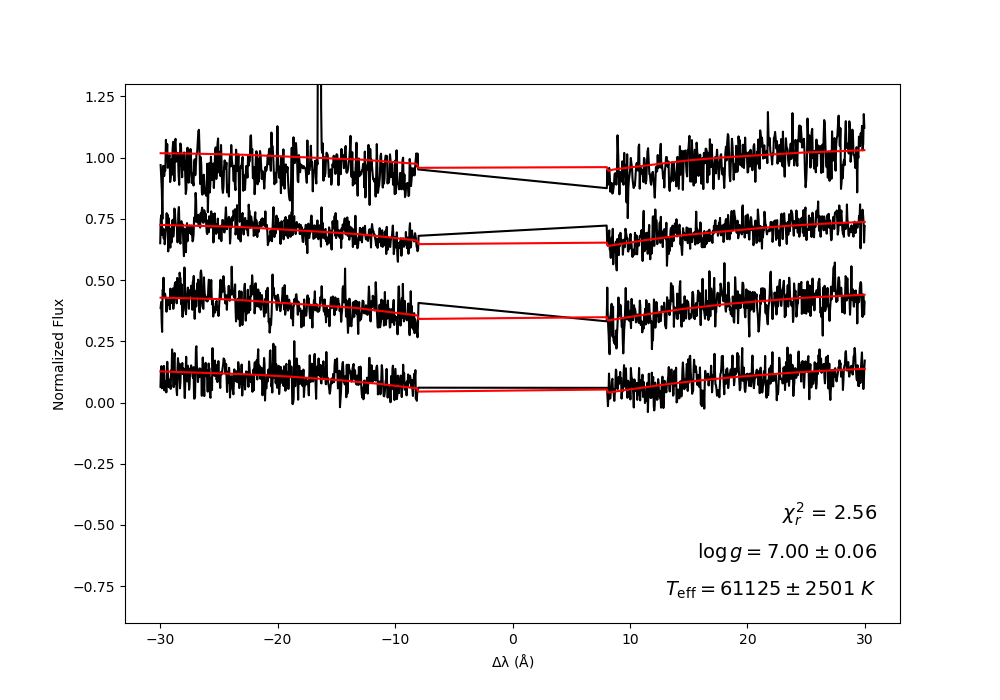 1.25
1.00
0.75
0.50
0.25
0.00
−0.25
−0.50
−0.75
Normalized Flux
χ²ᵣ = 2.56
log g = 7.00 ± 0.06
T_eff = 61125 ± 2501 K
−30 −20 −10 0 10 20 30
Δλ (Å)